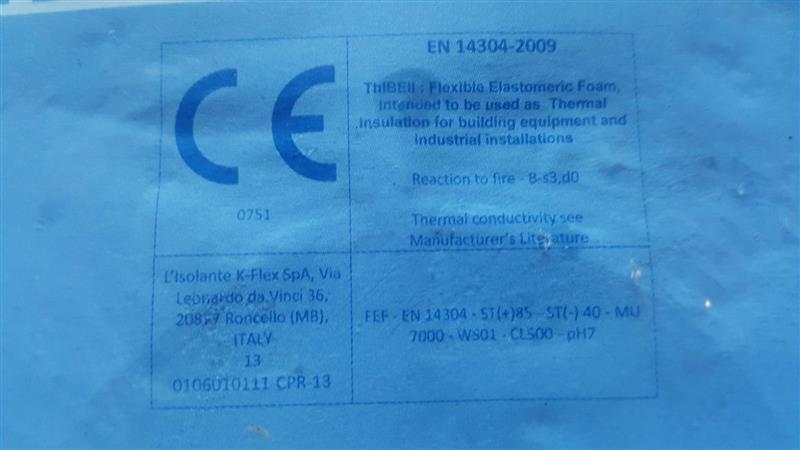 CE
0751
EN 14304-2009
ThIBEII : Flexible Elastomeric Foam,
intended to be used as Thermal
insulation for building equipment and
industrial installations
Reaction to fire - B-s3,d0
Thermal conductivity see
Manufacturer's Literature
L'Isolante K-Flex SpA, Via
Leonardo da Vinci 36,
Roncello (MB),
ITALY
13
0106010111 CPR-13
FEF - EN 14304 - ST(+)85 - ST(-) 40 - MU
7000 - WS01 - CL500 - pH7